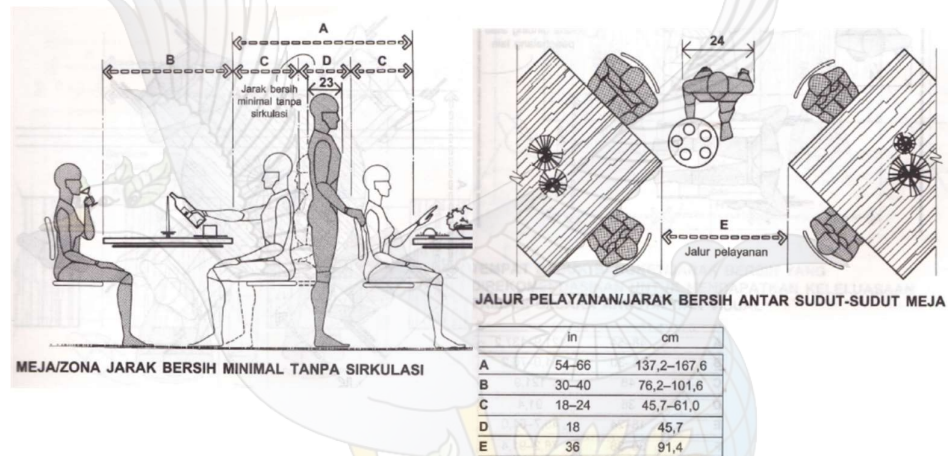 A
B
C
D
C
23
Jarak bersih
minimal tanpa
sirkulasi
MEJA/ZONA JARAK BERSIH MINIMAL TANPA SIRKULASI
24
E
Jalur pelayanan
JALUR PELAYANAN/JARAK BERSIH ANTAR SUDUT-SUDUT MEJA
in cm
A 54–66 137,2–167,6
B 30–40 76,2–101,6
C 18–24 45,7–61,0
D 18 45,7
E 36 91,4